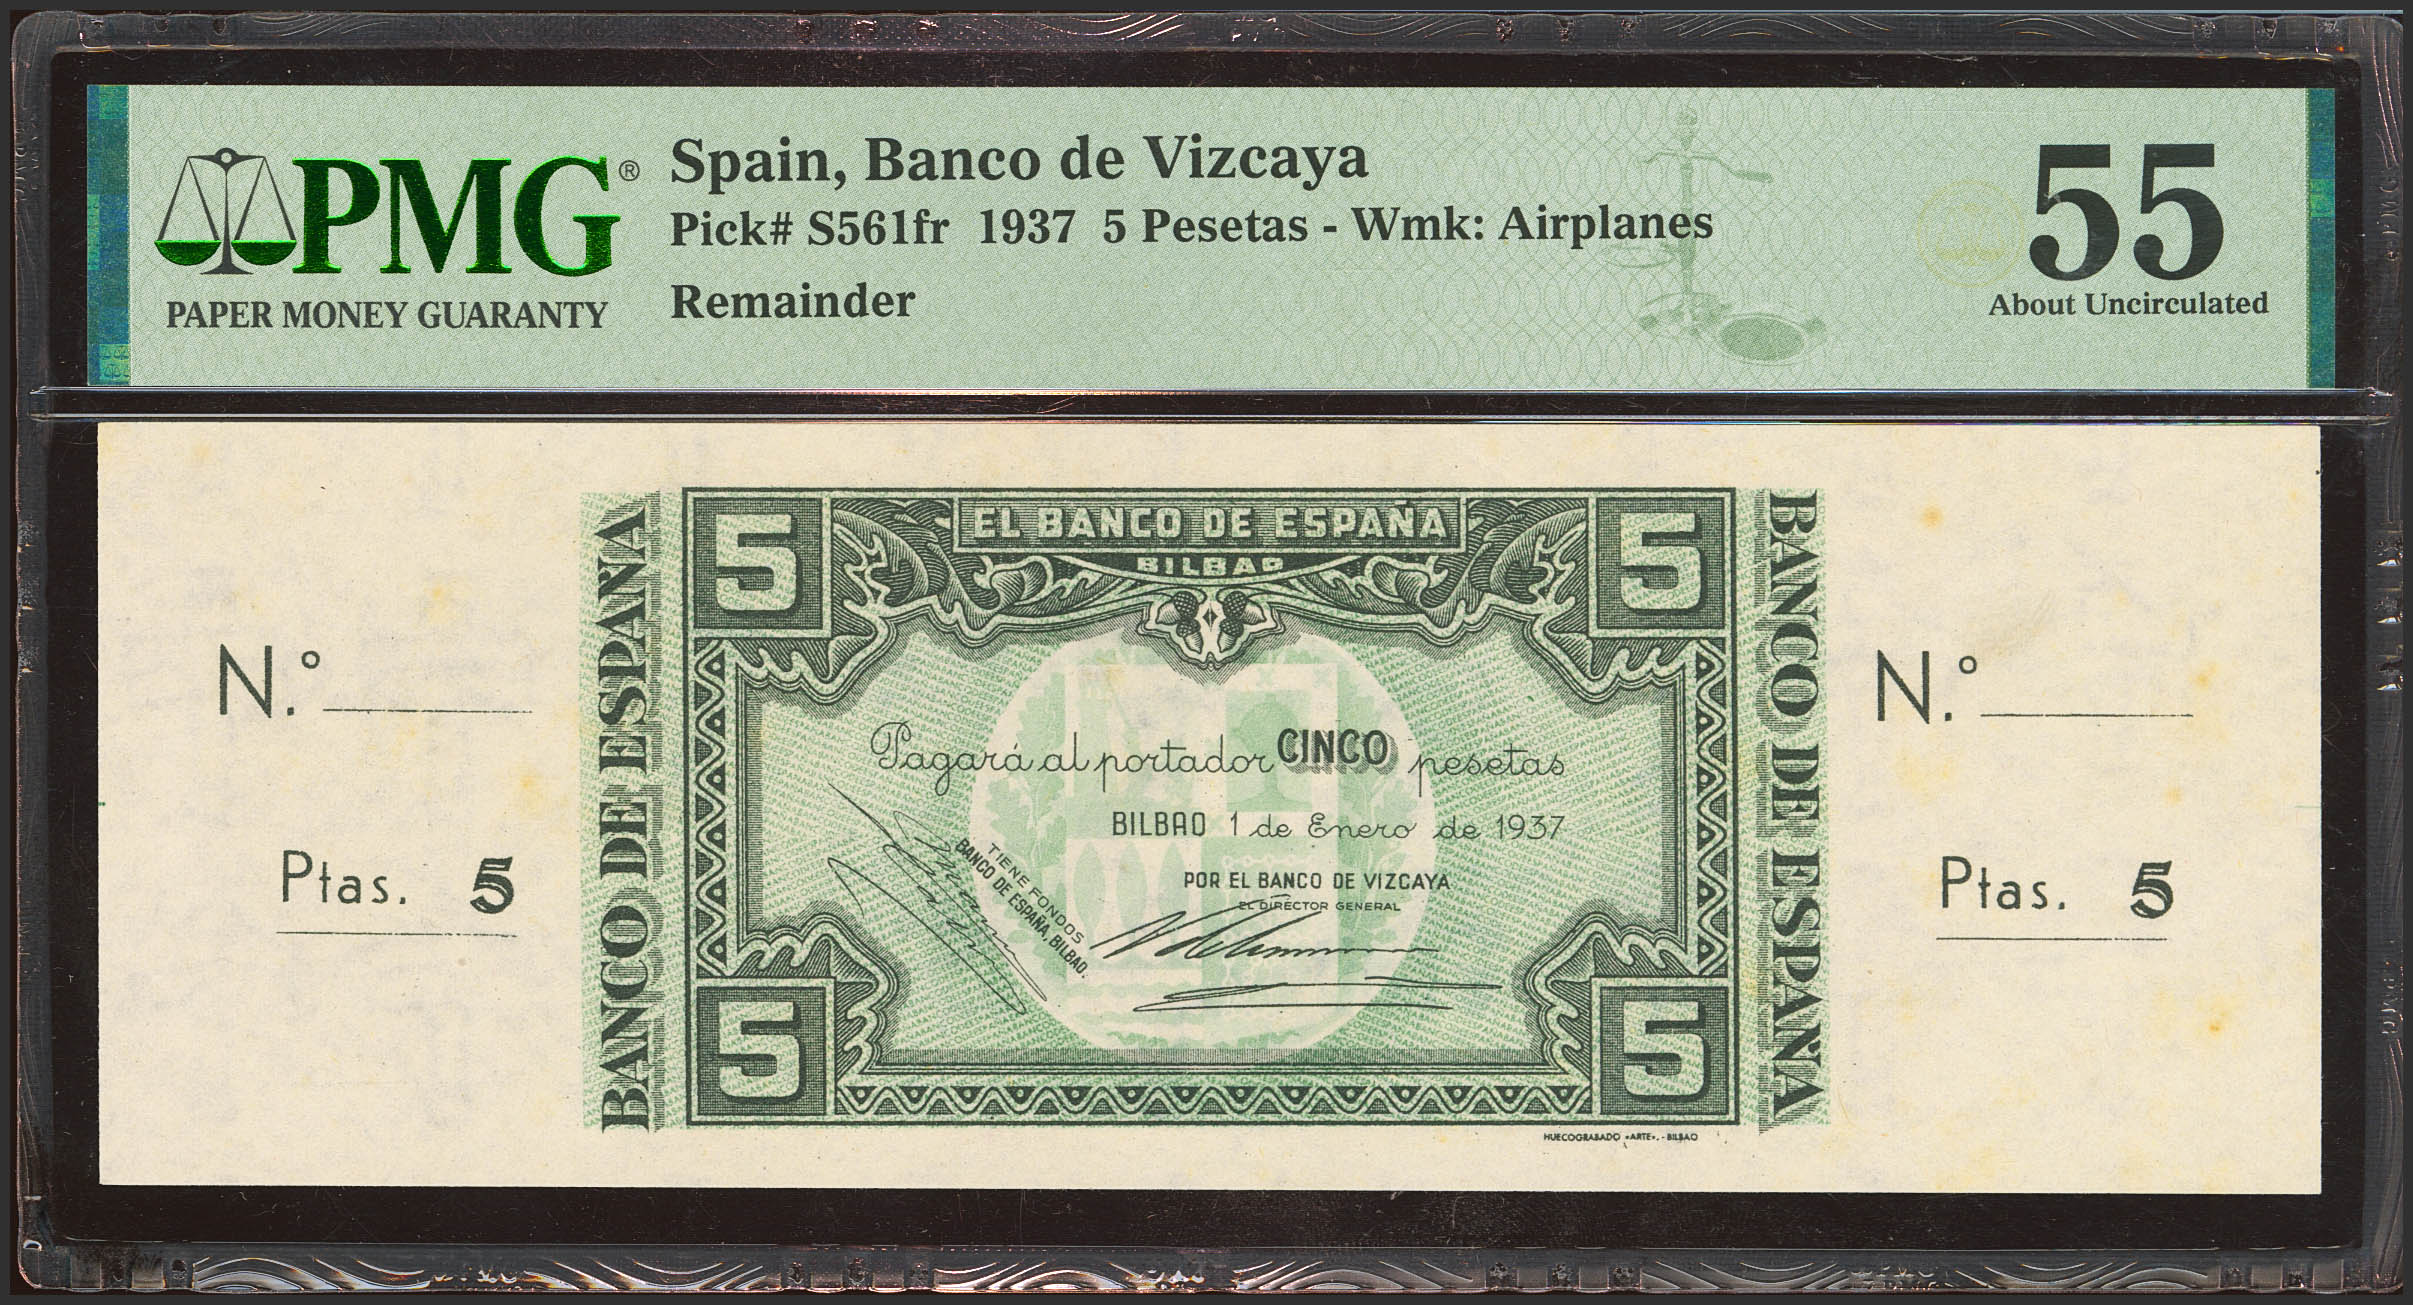 PMG®
PAPER MONEY GUARANTY
Spain, Banco de Vizcaya
Pick# S561fr 1937 5 Pesetas - Wmk: Airplanes
Remainder
55
About Uncirculated
N.º
Ptas. 5
BANCO DE ESPAÑA
5
EL BANCO DE ESPAÑA
BILBAO
5
Pagará al portador CINCO pesetas
BILBAO 1 de Enero de 1937
TIENE FONDOS
BANCO DE ESPAÑA, BILBAO.
POR EL BANCO DE VIZCAYA
EL DIRECTOR GENERAL
5
5
HUECOGRABADO «ARTE». - BILBAO
BANCO DE ESPAÑA
N.º
Ptas. 5